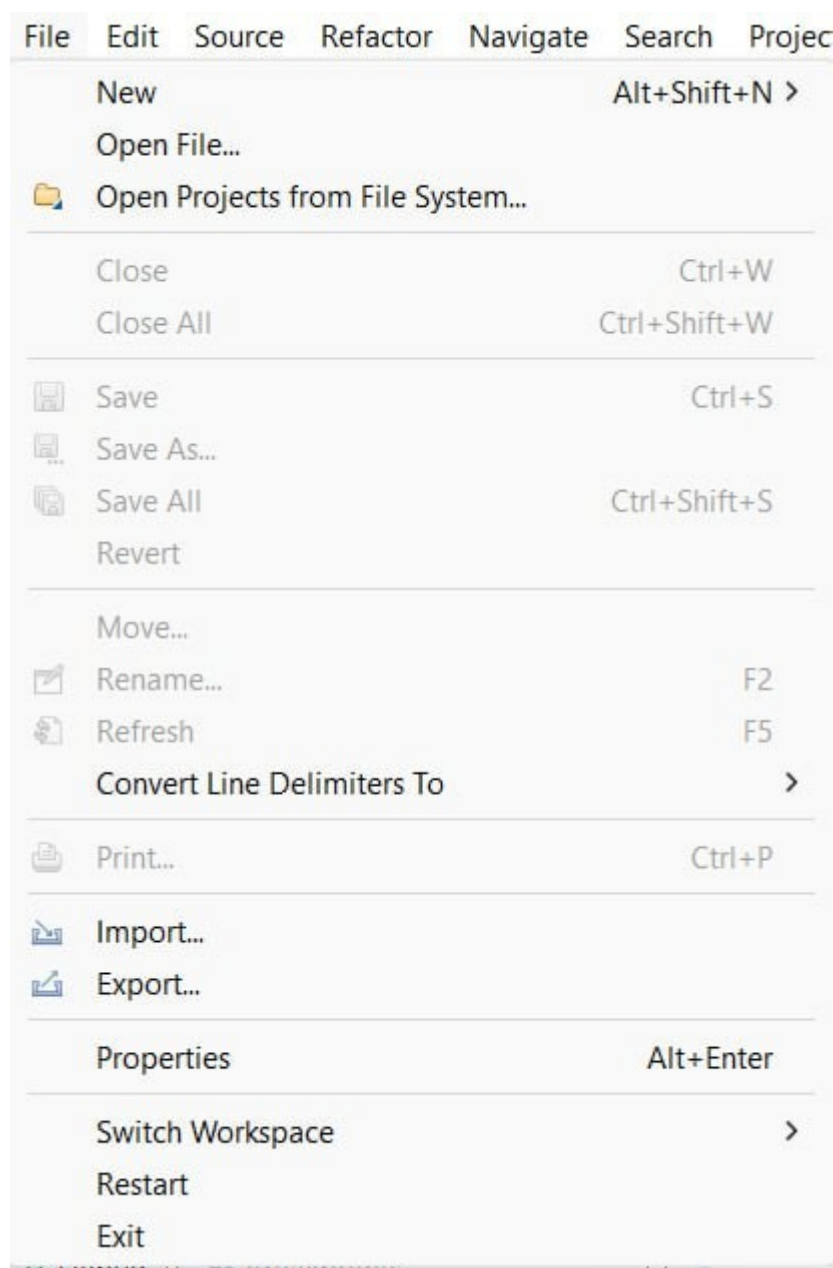 File Edit Source Refactor Navigate Search Projec
New Alt+Shift+N >
Open File...
Open Projects from File System...
Close Ctrl+W
Close All Ctrl+Shift+W
Save Ctrl+S
Save As...
Save All Ctrl+Shift+S
Revert
Move...
Rename... F2
Refresh F5
Convert Line Delimiters To >
Print... Ctrl+P
Import...
Export...
Properties Alt+Enter
Switch Workspace >
Restart
Exit